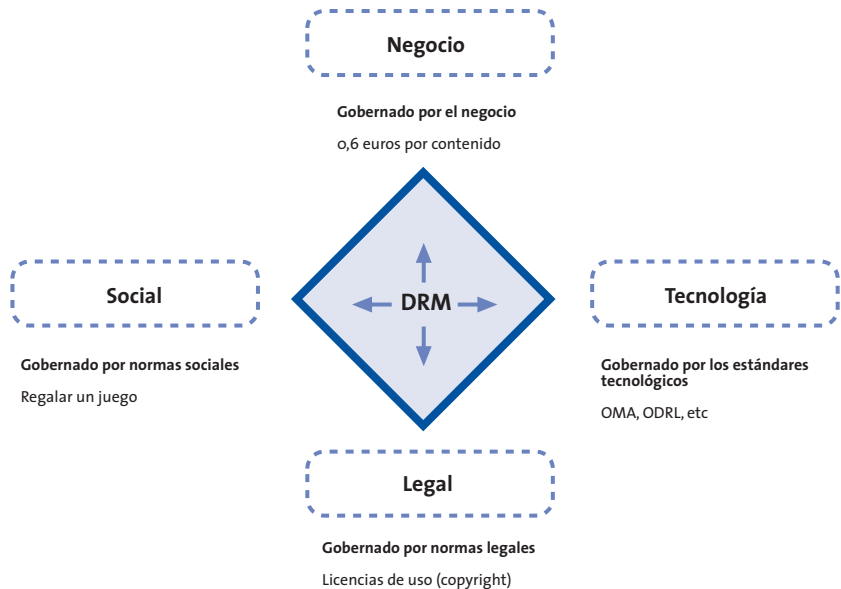 Negocio
Gobernado por el negocio
0,6 euros por contenido
Social
Gobernado por normas sociales
Regalar un juego
DRM
Tecnología
Gobernado por los estándares
tecnológicos
OMA, ODRL, etc
Legal
Gobernado por normas legales
Licencias de uso (copyright)